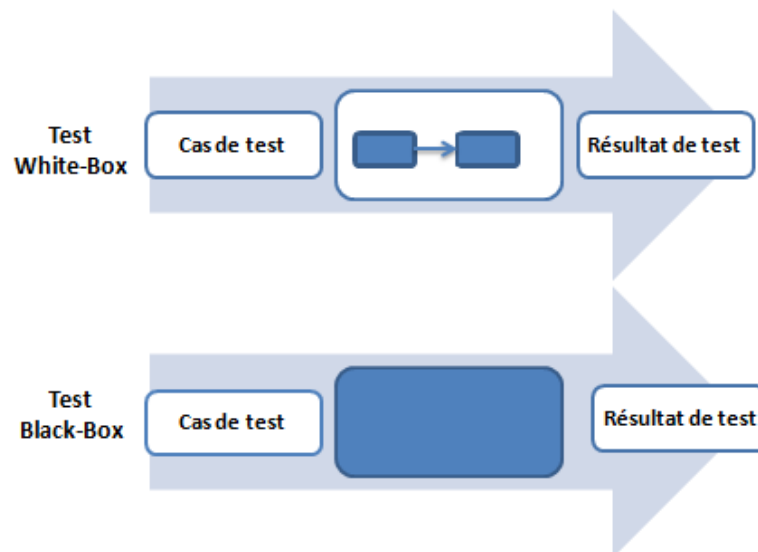 Test
White-Box
Cas de test
Résultat de test
Test
Black-Box
Cas de test
Résultat de test